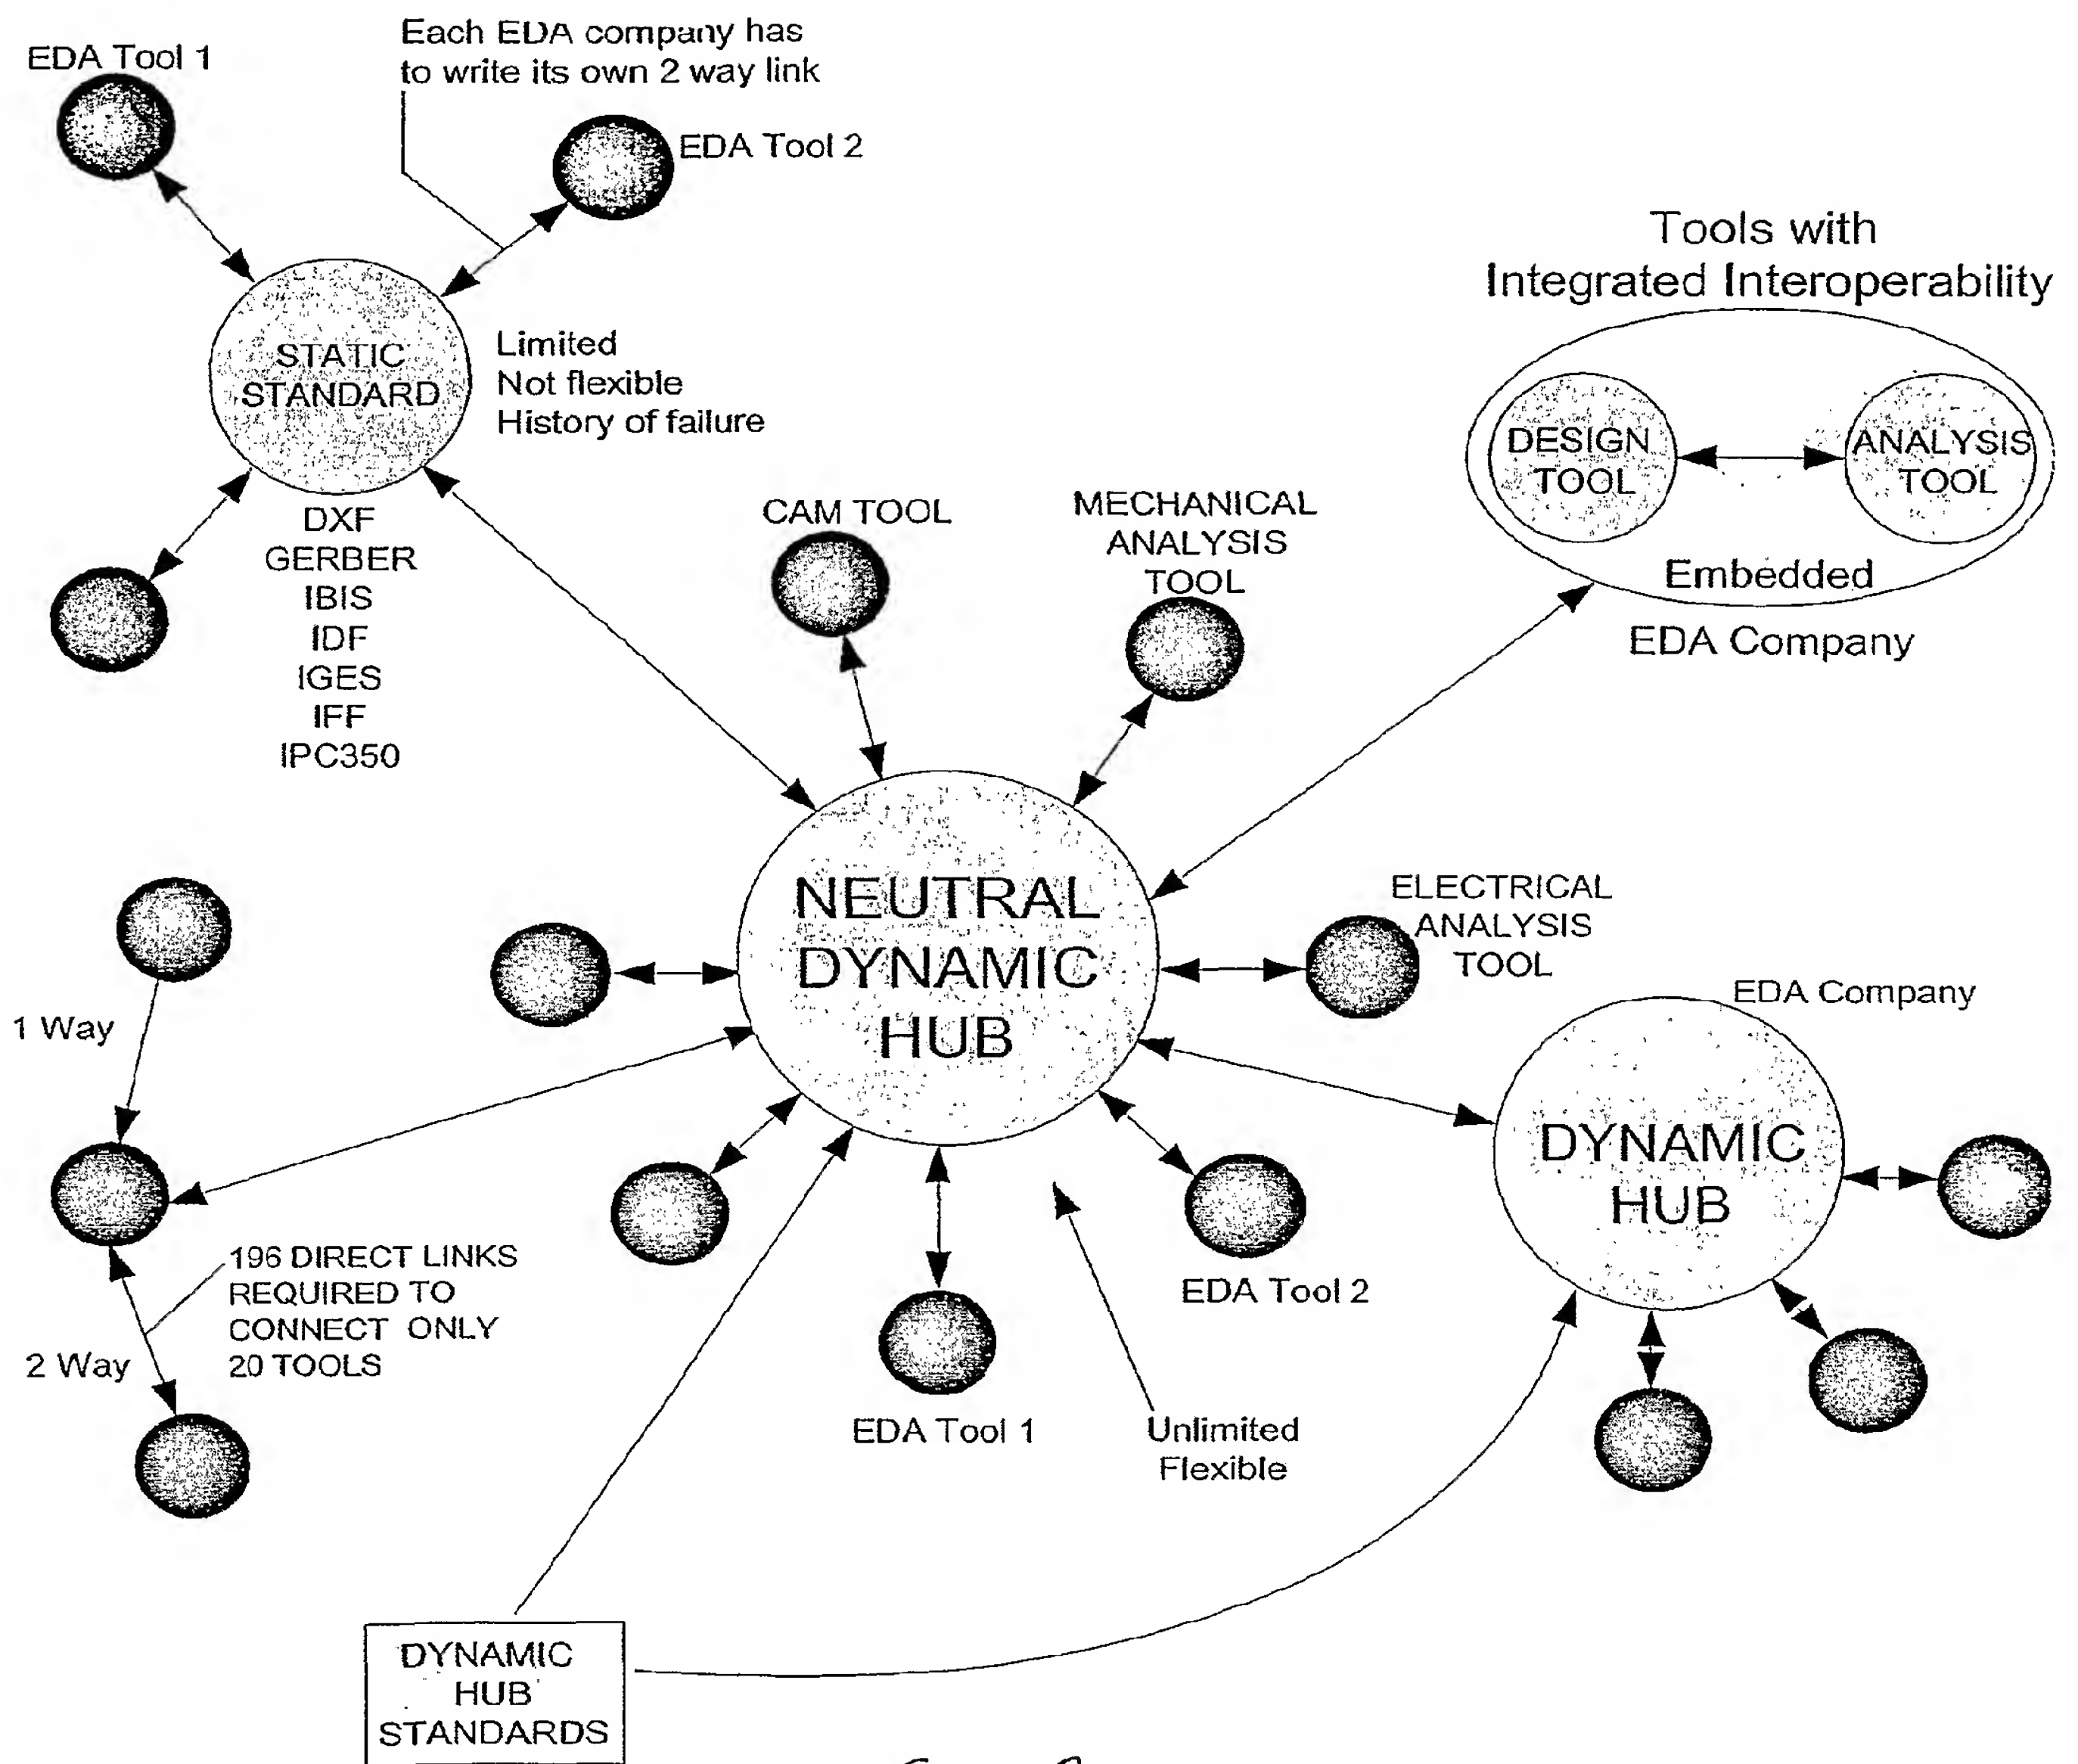 Each EDA company has
to write its own 2 way link
EDA Tool 1
EDA Tool 2
STATIC
STANDARD
Limited
Not flexible
History of failure
DXF
GERBER
IBIS
IDF
IGES
IFF
IPC350
Tools with
Integrated Interoperability
DESIGN
TOOL
ANALYSIS
TOOL
Embedded
EDA Company
CAM TOOL
MECHANICAL
ANALYSIS
TOOL
NEUTRAL
DYNAMIC
HUB
ELECTRICAL
ANALYSIS
TOOL
EDA Company
DYNAMIC
HUB
1 Way
196 DIRECT LINKS
REQUIRED TO
CONNECT ONLY
20 TOOLS
2 Way
EDA Tool 2
EDA Tool 1
Unlimited
Flexible
DYNAMIC
HUB
STANDARDS